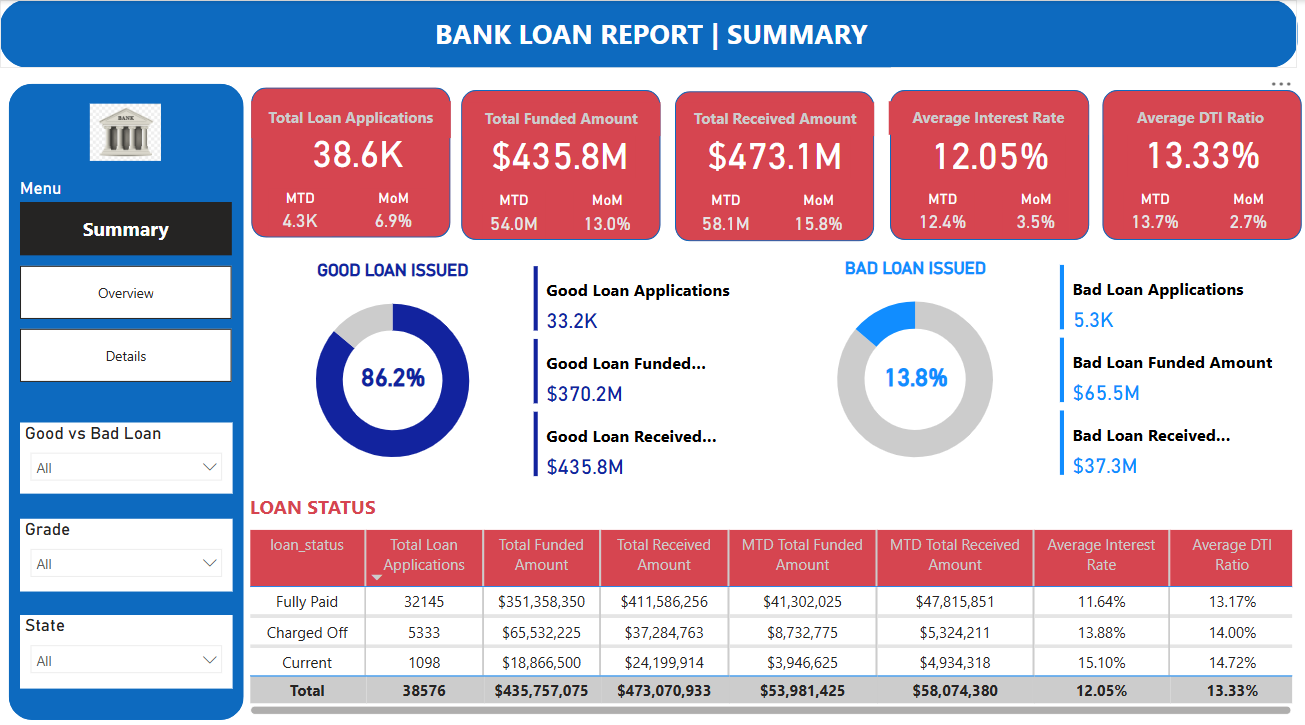 BANK LOAN REPORT | SUMMARY
BANK
Menu
Summary
Overview
Details
Good vs Bad Loan
All
Grade
All
State
All
Total Loan Applications
38.6K
MTD MoM
4.3K 6.9%
Total Funded Amount
$435.8M
MTD MoM
54.0M 13.0%
Total Received Amount
$473.1M
MTD MoM
58.1M 15.8%
Average Interest Rate
12.05%
MTD MoM
12.4% 3.5%
Average DTI Ratio
13.33%
MTD MoM
13.7% 2.7%
GOOD LOAN ISSUED
86.2%
Good Loan Applications
33.2K
Good Loan Funded...
$370.2M
Good Loan Received...
$435.8M
BAD LOAN ISSUED
13.8%
Bad Loan Applications
5.3K
Bad Loan Funded Amount
$65.5M
Bad Loan Received...
$37.3M
LOAN STATUS
loan_status Total Loan Total Funded Total Received MTD Total Funded MTD Total Received Average Interest Average DTI
Applications Amount Amount Amount Amount Rate Ratio
Fully Paid 32145 $351,358,350 $411,586,256 $41,302,025 $47,815,851 11.64% 13.17%
Charged Off 5333 $65,532,225 $37,284,763 $8,732,775 $5,324,211 13.88% 14.00%
Current 1098 $18,866,500 $24,199,914 $3,946,625 $4,934,318 15.10% 14.72%
Total 38576 $435,757,075 $473,070,933 $53,981,425 $58,074,380 12.05% 13.33%